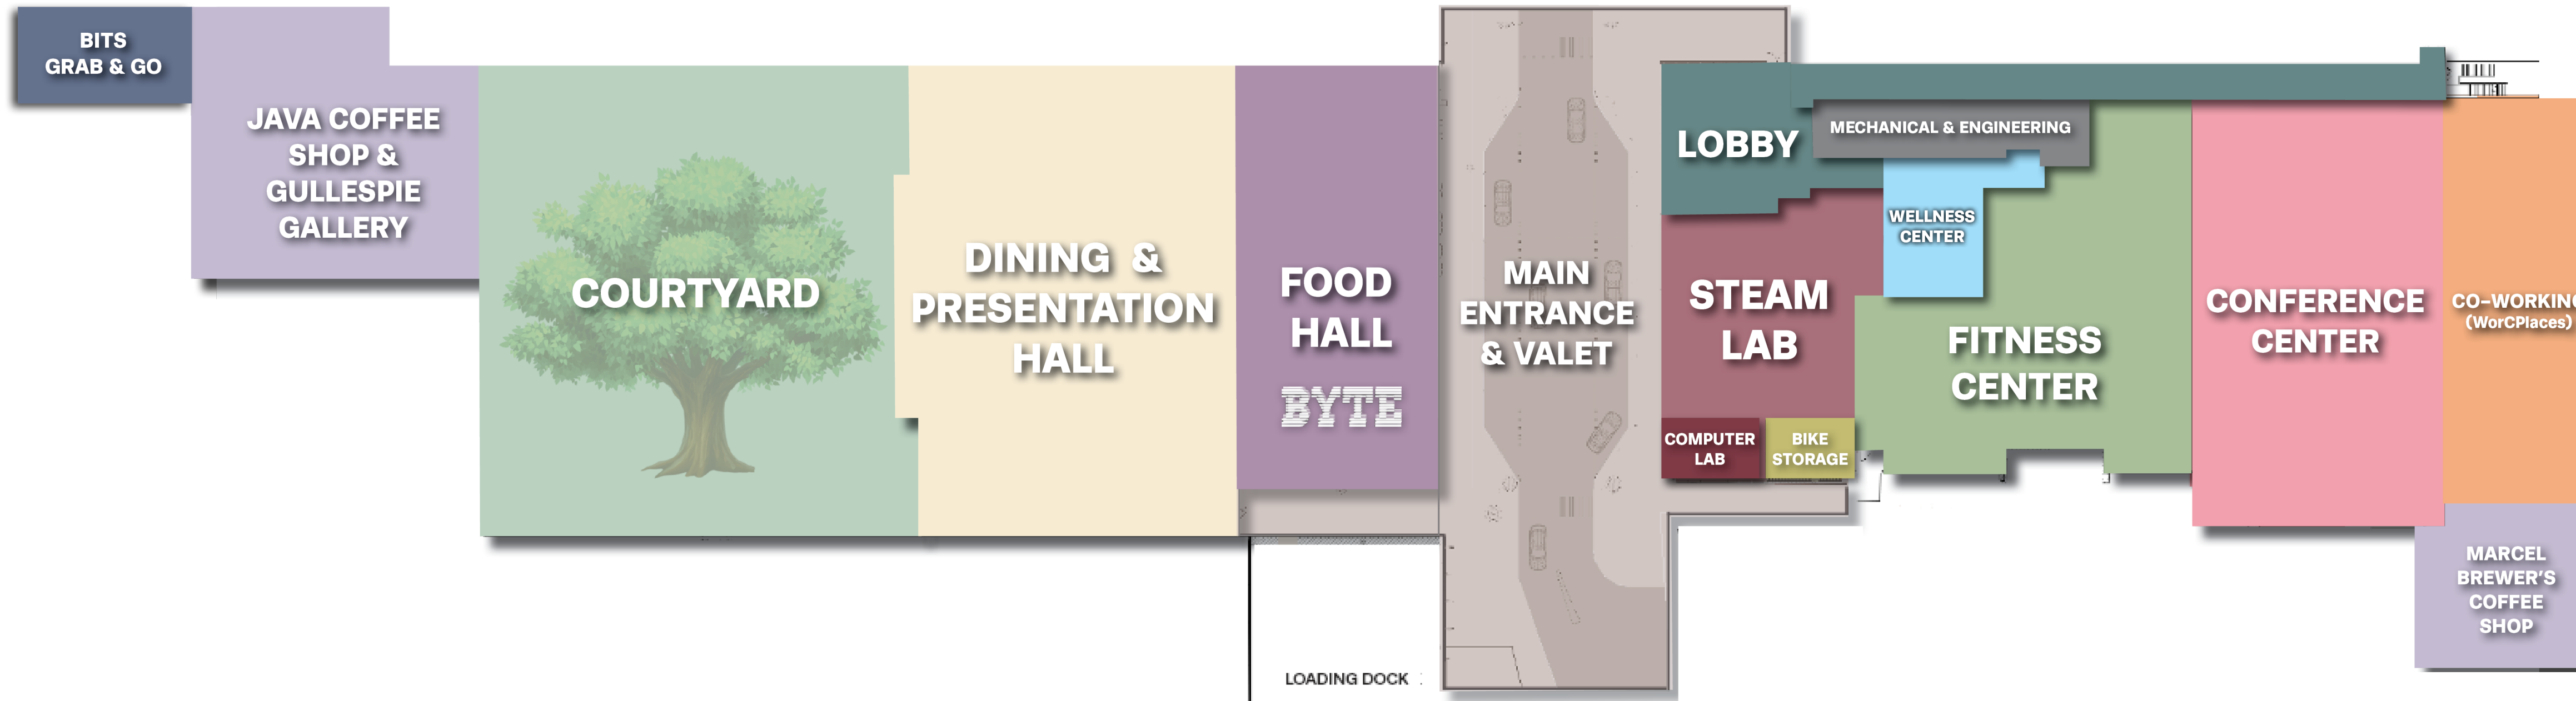 BITS
GRAB & GO
JAVA COFFEE
SHOP &
GULLESPIE
GALLERY
COURTYARD
DINING &
PRESENTATION
HALL
FOOD
HALL
BYTE
MAIN
ENTRANCE
& VALET
LOADING DOCK
LOBBY
MECHANICAL & ENGINEERING
WELLNESS
CENTER
STEAM
LAB
COMPUTER
LAB
BIKE
STORAGE
FITNESS
CENTER
CONFERENCE
CENTER
CO-WORKING
(WorCPlaces)
MARCEL
BREWER'S
COFFEE
SHOP